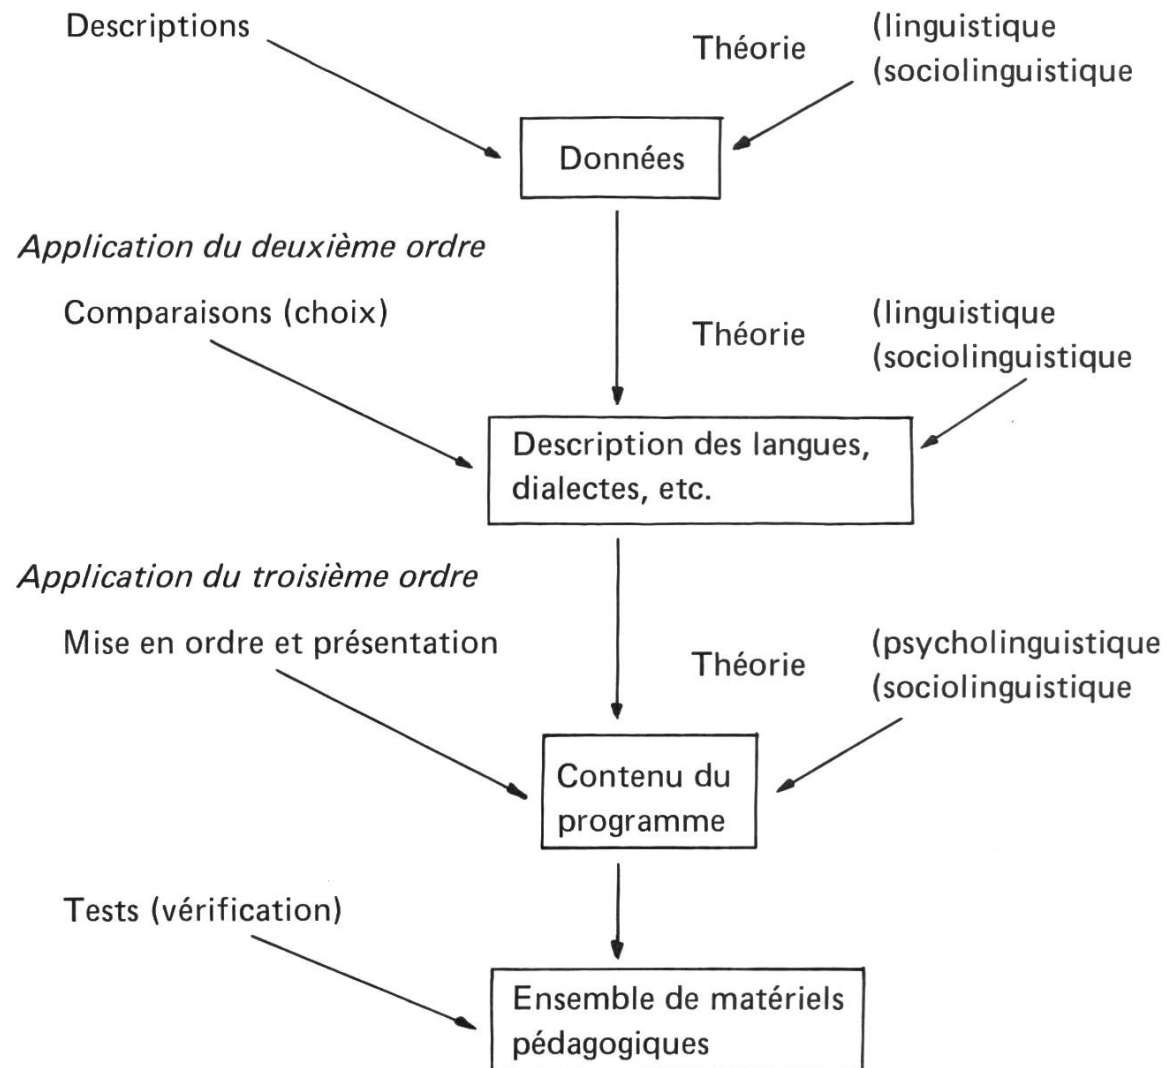 Descriptions
Théorie
(linguistique
(sociolinguistique
Données
Application du deuxième ordre
Comparaisons (choix)
Théorie
(linguistique
(sociolinguistique
Description des langues,
dialectes, etc.
Application du troisième ordre
Mise en ordre et présentation
Théorie
(psycholinguistique
(sociolinguistique
Contenu du
programme
Tests (vérification)
Ensemble de matériels
pédagogiques